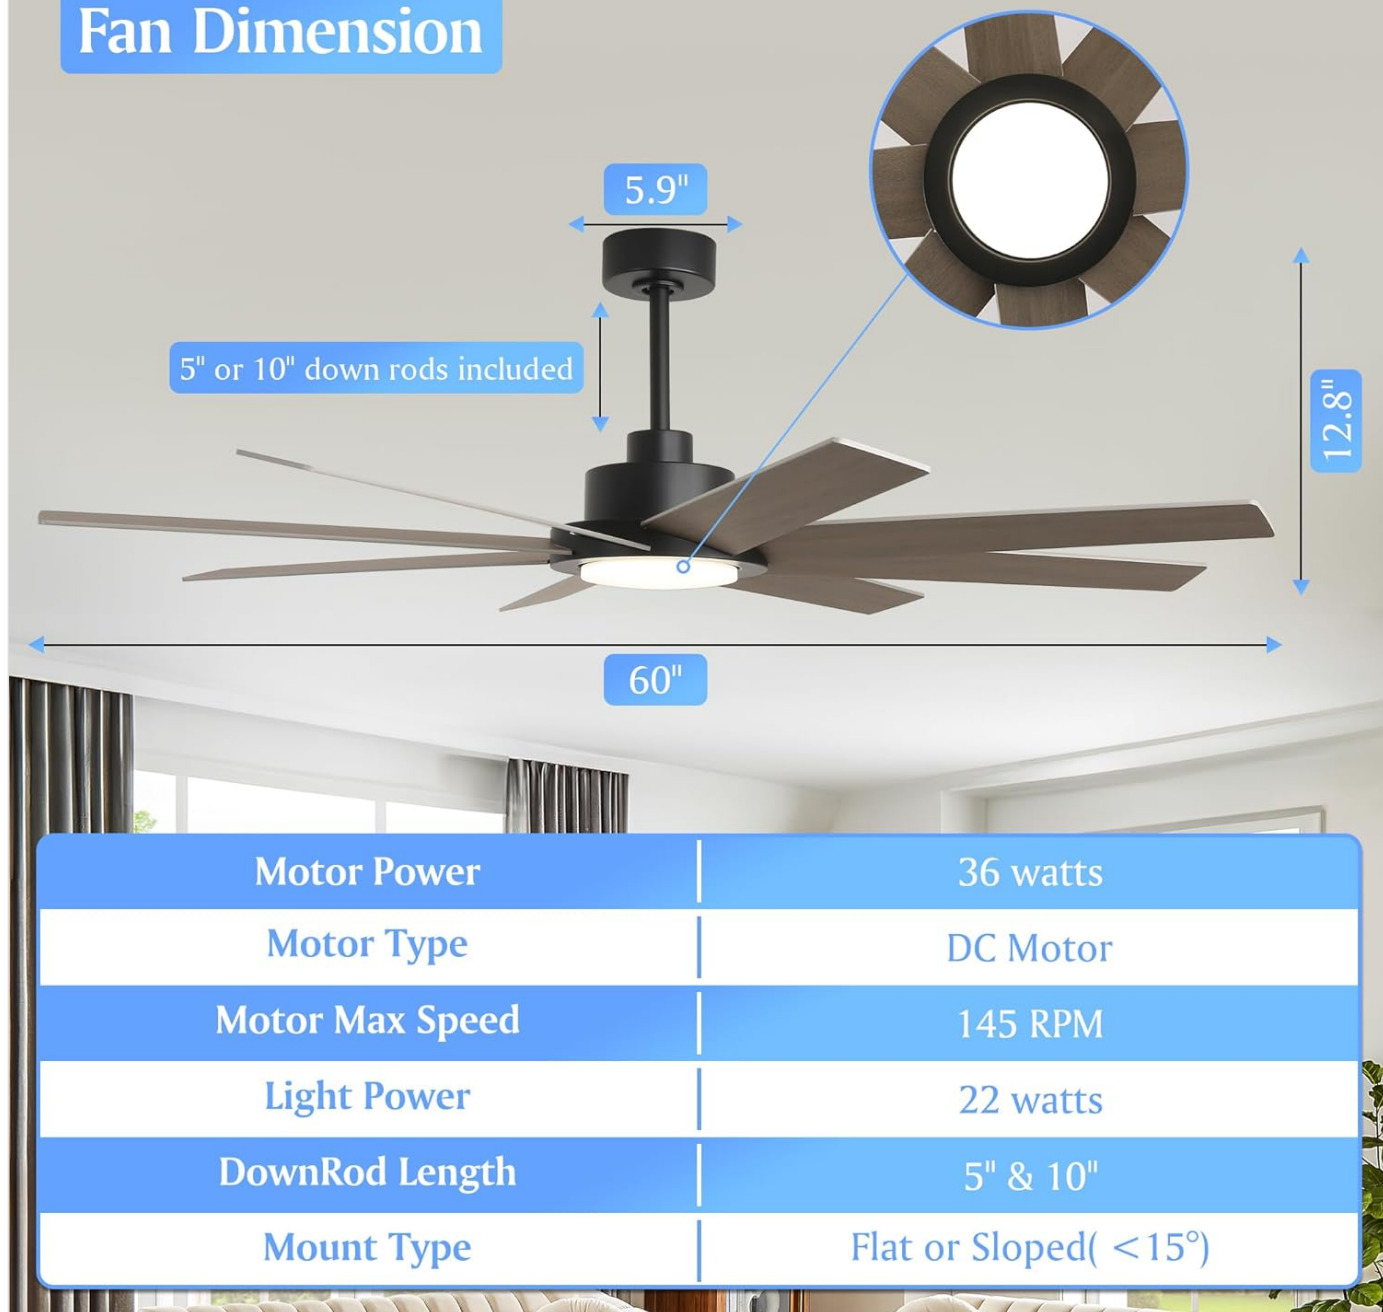 Fan Dimension
5.9"
5" or 10" down rods included
12.8"
60"
Motor Power 36 watts
Motor Type DC Motor
Motor Max Speed 145 RPM
Light Power 22 watts
DownRod Length 5" & 10"
Mount Type Flat or Sloped( <15°)